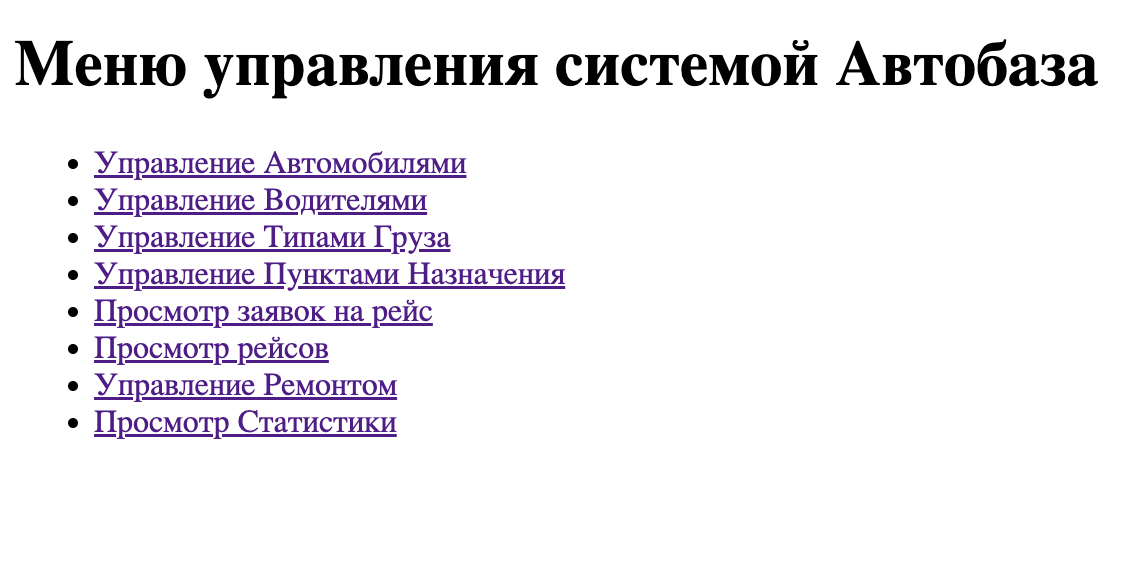 Меню управления системой Автобаза
Управление Автомобилями
Управление Водителями
Управление Типами Груза
Управление Пунктами Назначения
Просмотр заявок на рейс
Просмотр рейсов
Управление Ремонтом
Просмотр Статистики